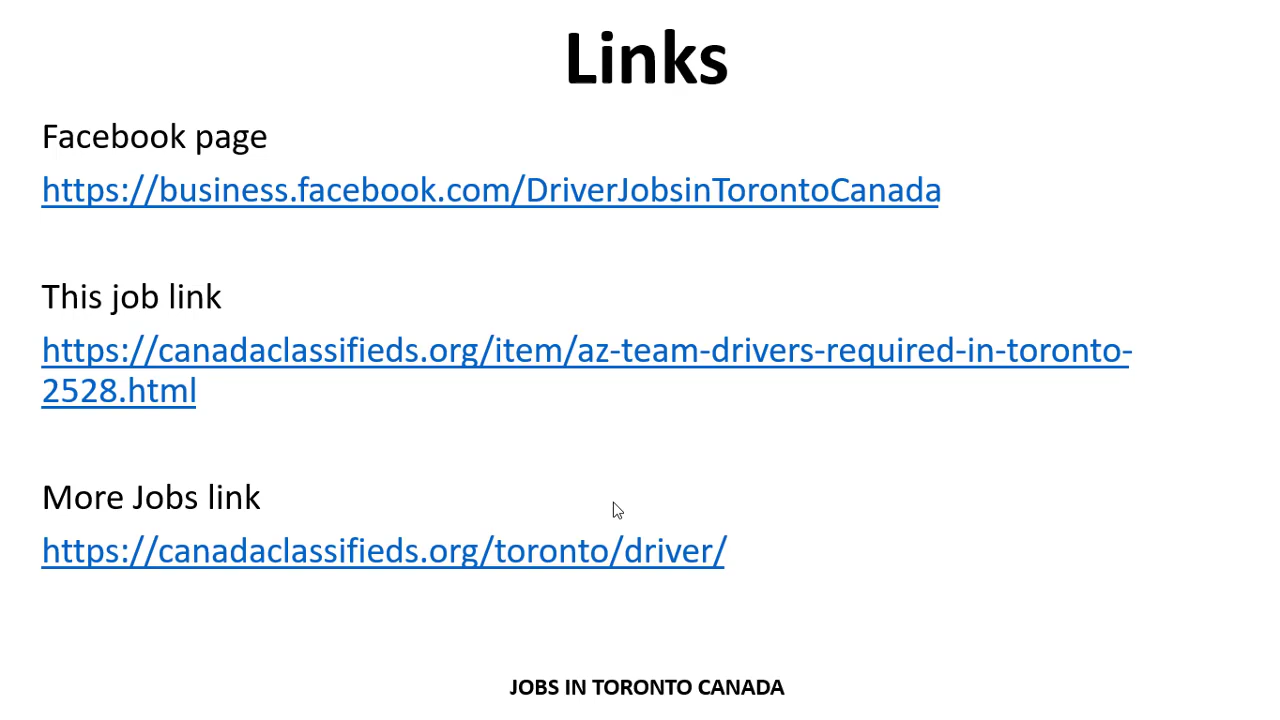 Links
Facebook page
https://business.facebook.com/DriverJobsinTorontoCanada
This job link
https://canadaclassifieds.org/item/az-team-drivers-required-in-toronto-
2528.html
More Jobs link
https://canadaclassifieds.org/toronto/driver/
JOBS IN TORONTO CANADA